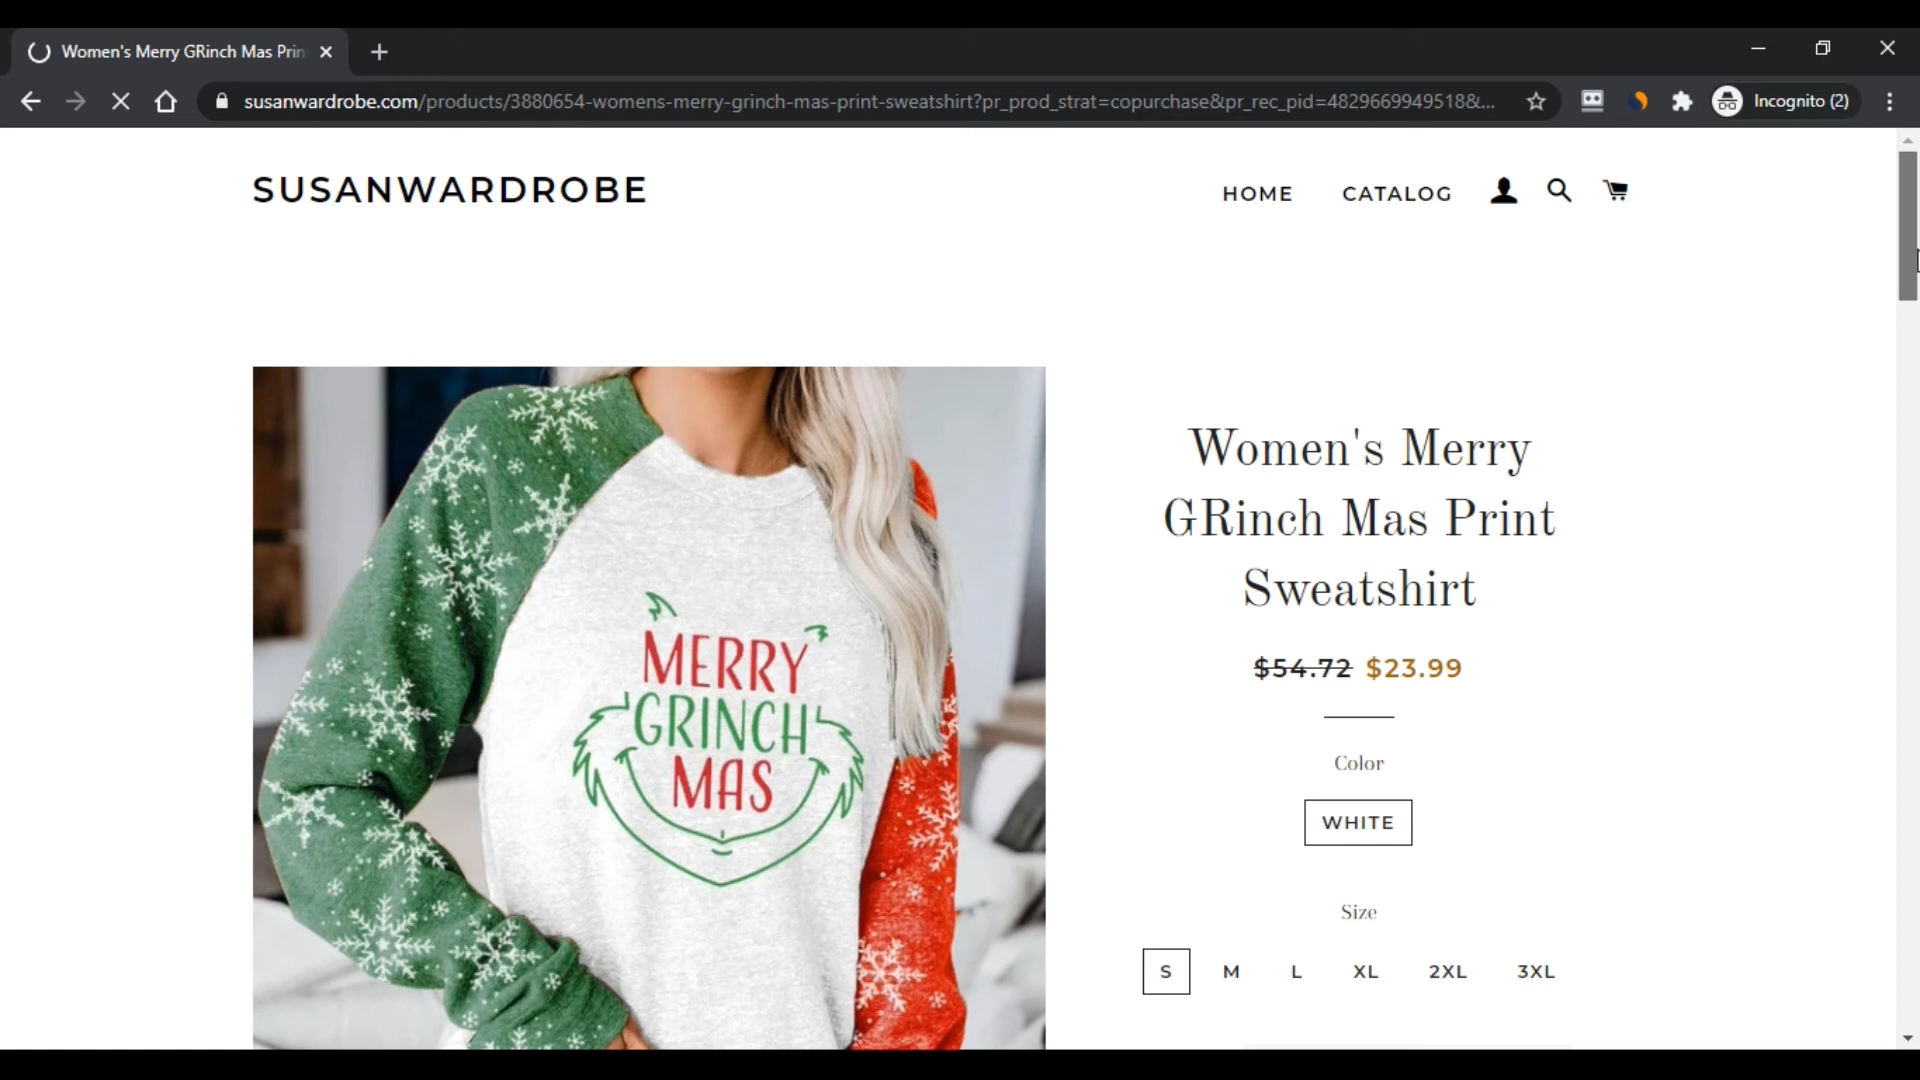 Women's Merry GRinch Mas Prin
Incognito (2)
susanwardrobe.com/products/3880654-womens-merry-grinch-mas-print-sweatshirt?pr_prod_strat=copurchase&pr_rec_pid=4829669949518&...
SUSANWARDROBE
HOME CATALOG
MERRY
GRINCH
MAS
Women's Merry
GRinch Mas Print
Sweatshirt
$54.72 $23.99
Color
WHITE
Size
S M L XL 2XL 3XL